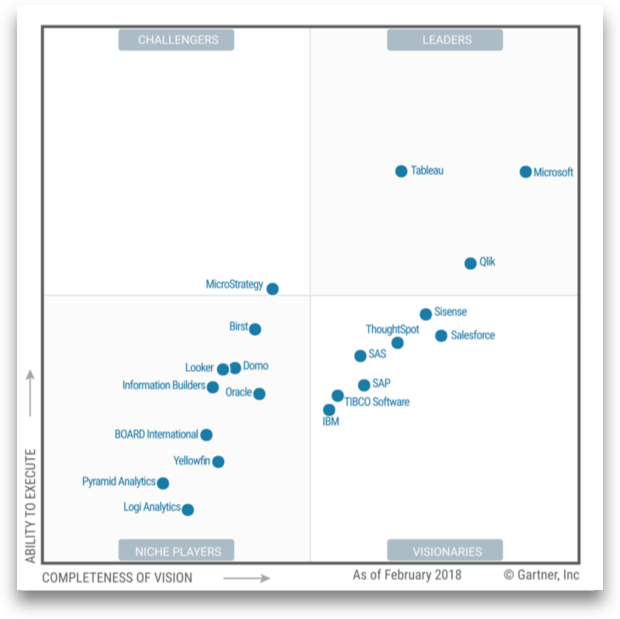 CHALLENGERS
LEADERS
Tableau
Microsoft
Qlik
MicroStrategy
Sisense
Birst
ThoughtSpot
Salesforce
SAS
Looker
Domo
Information Builders
SAP
Oracle
TIBCO Software
IBM
BOARD International
Yellowfin
Pyramid Analytics
Logi Analytics
NICHE PLAYERS
VISIONARIES
ABILITY TO EXECUTE
COMPLETENESS OF VISION
As of February 2018
© Gartner, Inc